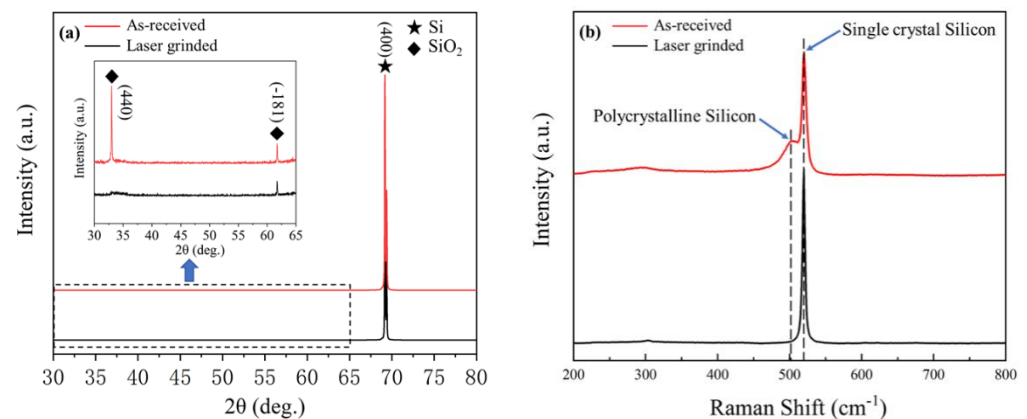 (a)
As-received
Laser grinded
(400)
★ Si
◆ SiO2
(440)
(-181)
Intensity (a.u.)
30 35 40 45 50 55 60 65
2θ (deg.)
Intensity (a.u.)
30 35 40 45 50 55 60 65 70 75 80
2θ (deg.)
(b)
As-received
Laser grinded
Single crystal Silicon
Polycrystalline Silicon
Intensity (a.u.)
200 300 400 500 600 700 800
Raman Shift (cm-1)